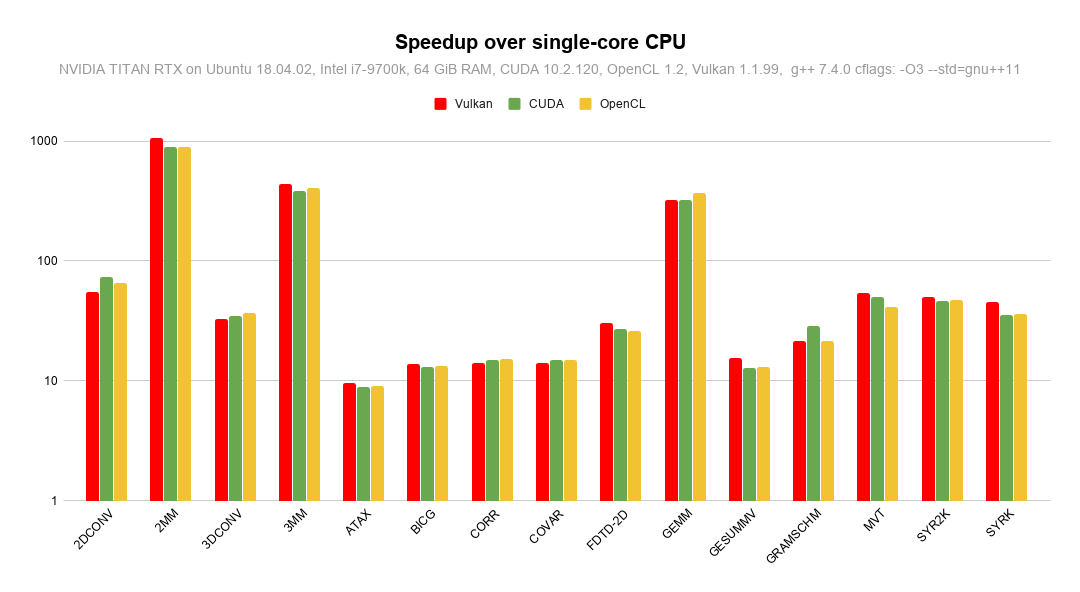 Speedup over single-core CPU
NVIDIA TITAN RTX on Ubuntu 18.04.02, Intel i7-9700k, 64 GiB RAM, CUDA 10.2.120, OpenCL 1.2, Vulkan 1.1.99,  g++ 7.4.0 cflags: -O3 --std=gnu++11
Vulkan CUDA OpenCL
1000
100
10
1
2DCONV 2MM 3DCONV 3MM ATAX BICG CORR COVAR FDTD-2D GEMM GESUMMV GRAMSCHM MVT SYR2K SYRK